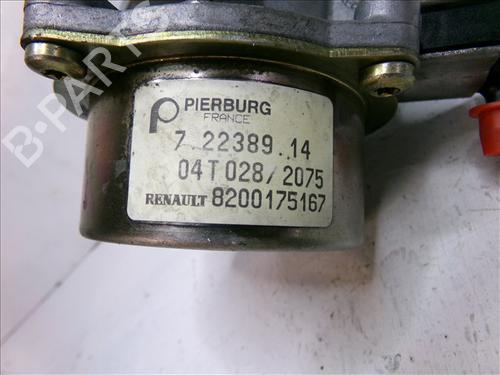 PIERBURG
FRANCE
7.22389.14
04T028/2075
RENAULT 8200175167
B-PARTS